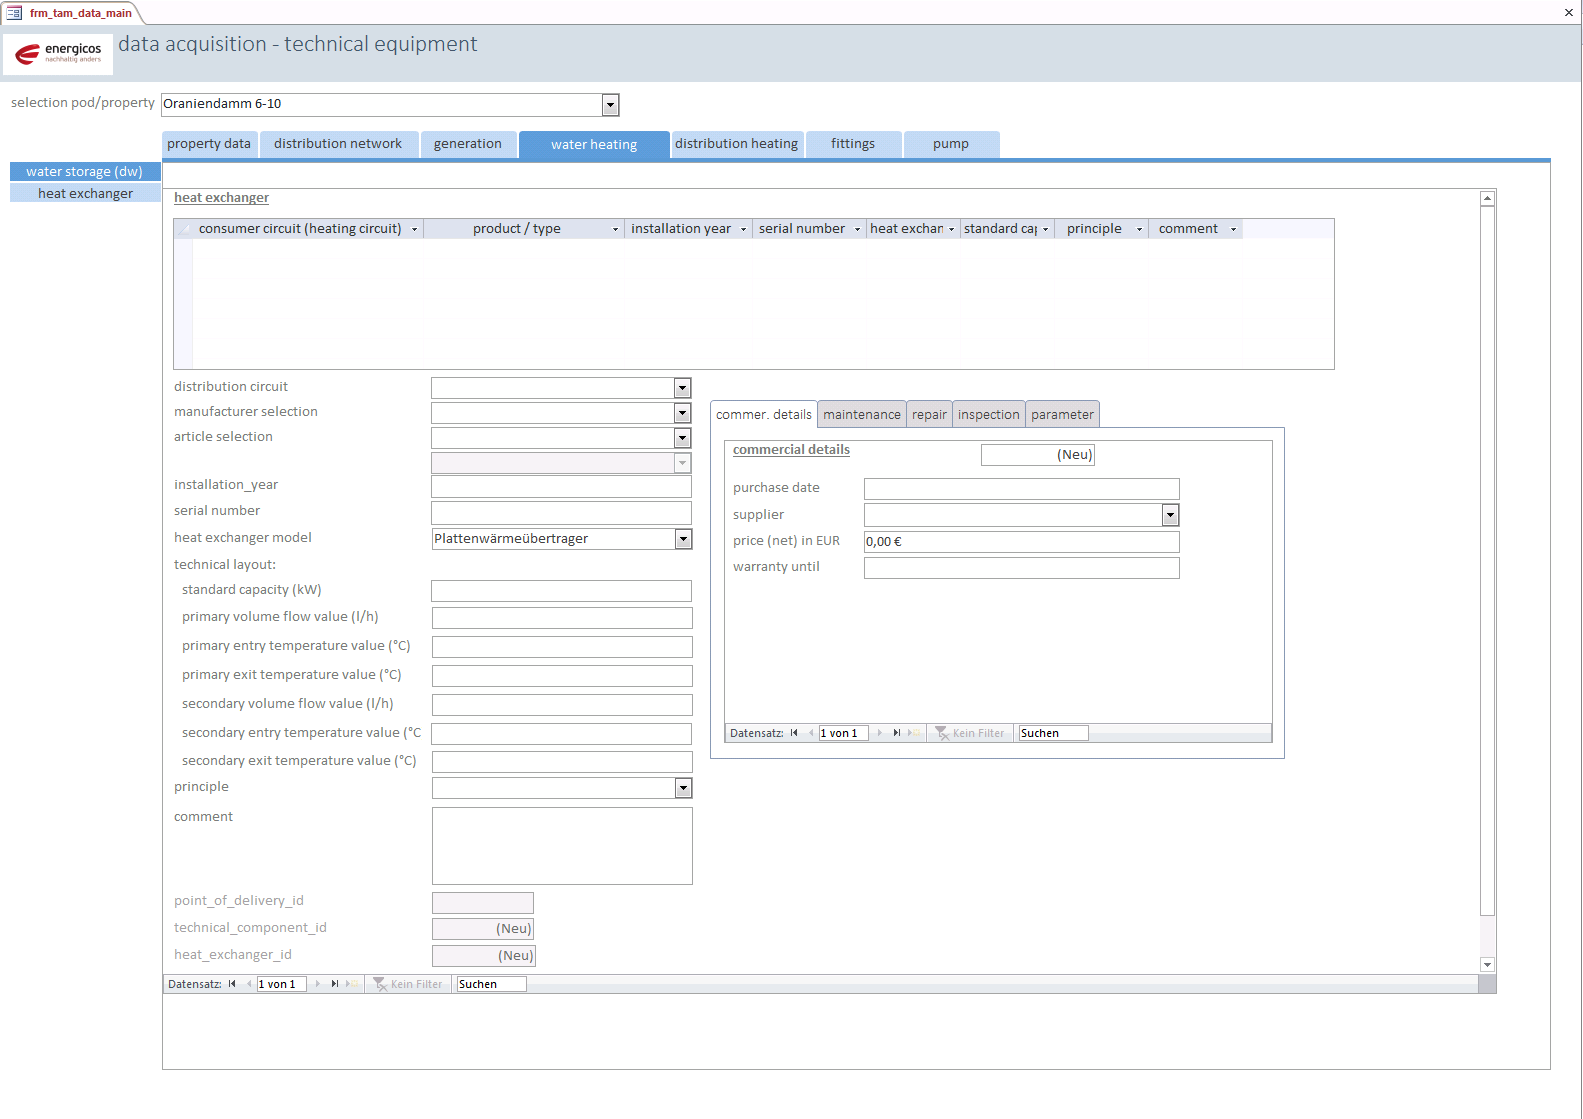 frm_tam_data_main
energicos
nachhaltig anders
data acquisition - technical equipment
selection pod/property Oraniendamm 6-10
property data distribution network generation water heating distribution heating fittings pump
water storage (dw)
heat exchanger
heat exchanger
consumer circuit (heating circuit) product / type installation year serial number heat exchan standard cap principle comment
distribution circuit
manufacturer selection
article selection
installation_year
serial number
heat exchanger model Plattenwärmeübertrager
technical layout:
standard capacity (kW)
primary volume flow value (l/h)
primary entry temperature value (°C)
primary exit temperature value (°C)
secondary volume flow value (l/h)
secondary entry temperature value (°C
secondary exit temperature value (°C)
principle
comment
point_of_delivery_id
technical_component_id (Neu)
heat_exchanger_id (Neu)
commer. details maintenance repair inspection parameter
commercial details (Neu)
purchase date
supplier
price (net) in EUR 0,00 €
warranty until
Datensatz: 1 von 1 Kein Filter Suchen
Datensatz: 1 von 1 Kein Filter Suchen